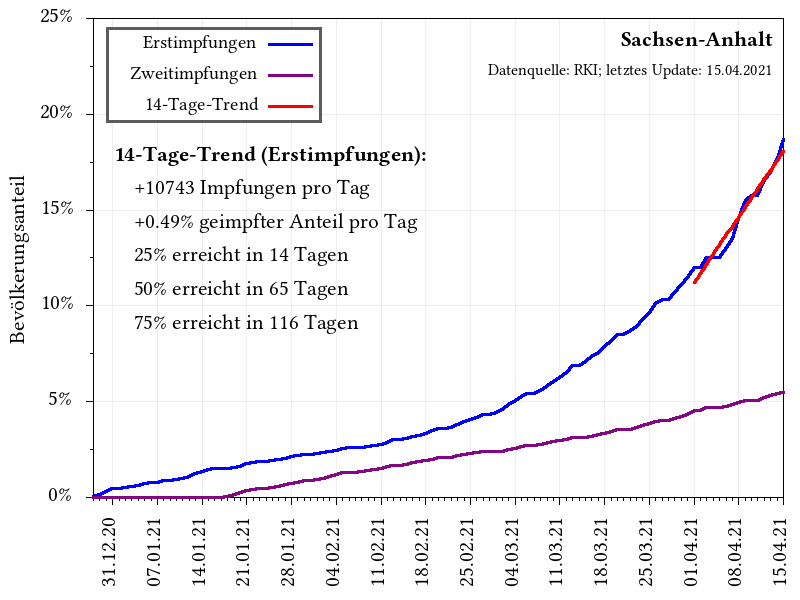 25%
20%
15%
10%
5%
0%
Bevölkerungsanteil
Erstimpfungen
Zweitimpfungen
14-Tage-Trend
Sachsen-Anhalt
Datenquelle: RKI; letztes Update: 15.04.2021
14-Tage-Trend (Erstimpfungen):
+10743 Impfungen pro Tag
+0.49% geimpfter Anteil pro Tag
25% erreicht in 14 Tagen
50% erreicht in 65 Tagen
75% erreicht in 116 Tagen
31.12.20
07.01.21
14.01.21
21.01.21
28.01.21
04.02.21
11.02.21
18.02.21
25.02.21
04.03.21
11.03.21
18.03.21
25.03.21
01.04.21
08.04.21
15.04.21